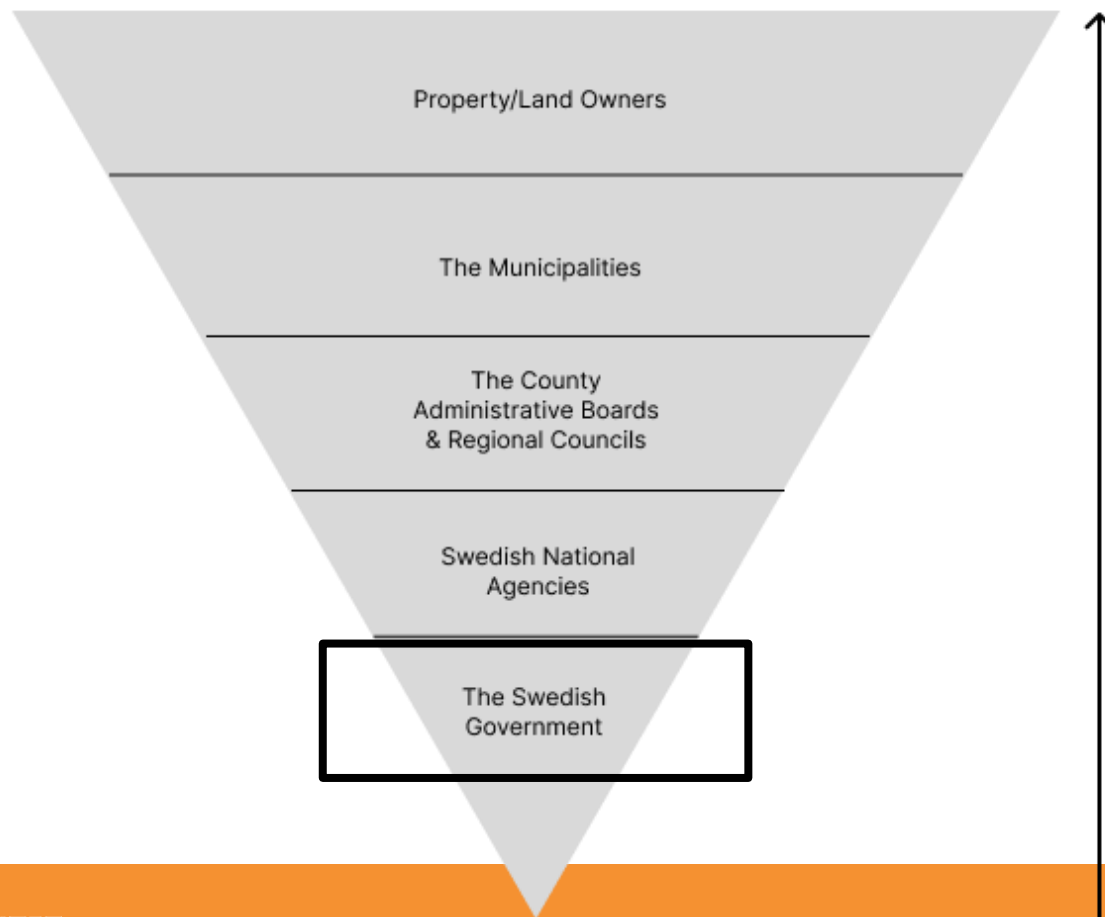 Property/Land Owners
The Municipalities
The County
Administrative Boards
& Regional Councils
Swedish National
Agencies
The Swedish
Government